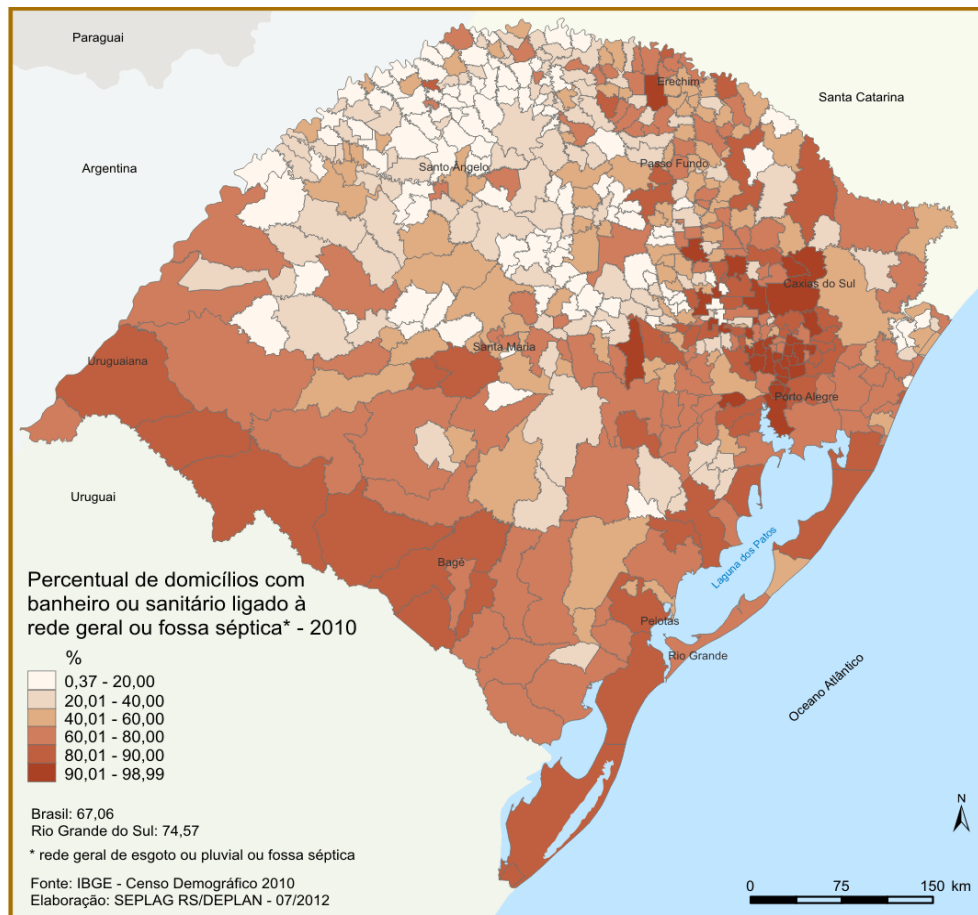 Paraguai
Santa Catarina
Erechim
Argentina
Passo Fundo
Santo Ângelo
Caxias do Sul
Santa Maria
Uruguaiana
Porto Alegre
Uruguai
Laguna dos Patos
Bagé
Pelotas
Rio Grande
Oceano Atlântico
Percentual de domicílios com
banheiro ou sanitário ligado à
rede geral ou fossa séptica* - 2010
%
0,37 - 20,00
20,01 - 40,00
40,01 - 60,00
60,01 - 80,00
80,01 - 90,00
90,01 - 98,99
Brasil: 67,06
Rio Grande do Sul: 74,57
* rede geral de esgoto ou pluvial ou fossa séptica
Fonte: IBGE - Censo Demográfico 2010
Elaboração: SEPLAG RS/DEPLAN - 07/2012
N
0 75 150 km